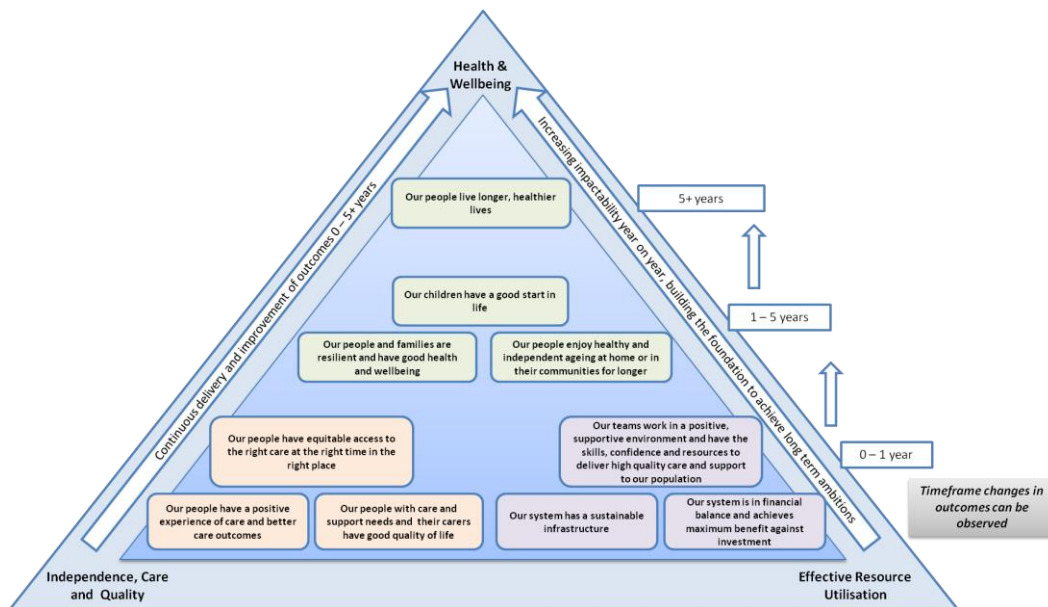 Health &
Wellbeing
Continuous delivery and improvement of outcomes 0 – 5+ years
Increasing impactability year on year, building the foundation to achieve long term ambitions
Our people live longer, healthier
lives
5+ years
Our children have a good start in
life
1 – 5 years
Our people and families are
resilient and have good health
and wellbeing
Our people enjoy healthy and
independent ageing at home or in
their communities for longer
Our people have equitable access to
the right care at the right time in the
right place
Our teams work in a positive,
supportive environment and have the
skills, confidence and resources to
deliver high quality care and support
to our population
0 – 1 year
Our people have a positive
experience of care and better
care outcomes
Our people with care and
support needs and their carers
have good quality of life
Our system has a sustainable
infrastructure
Our system is in financial
balance and achieves
maximum benefit against
investment
Timeframe changes in
outcomes can be
observed
Independence, Care
and Quality
Effective Resource
Utilisation